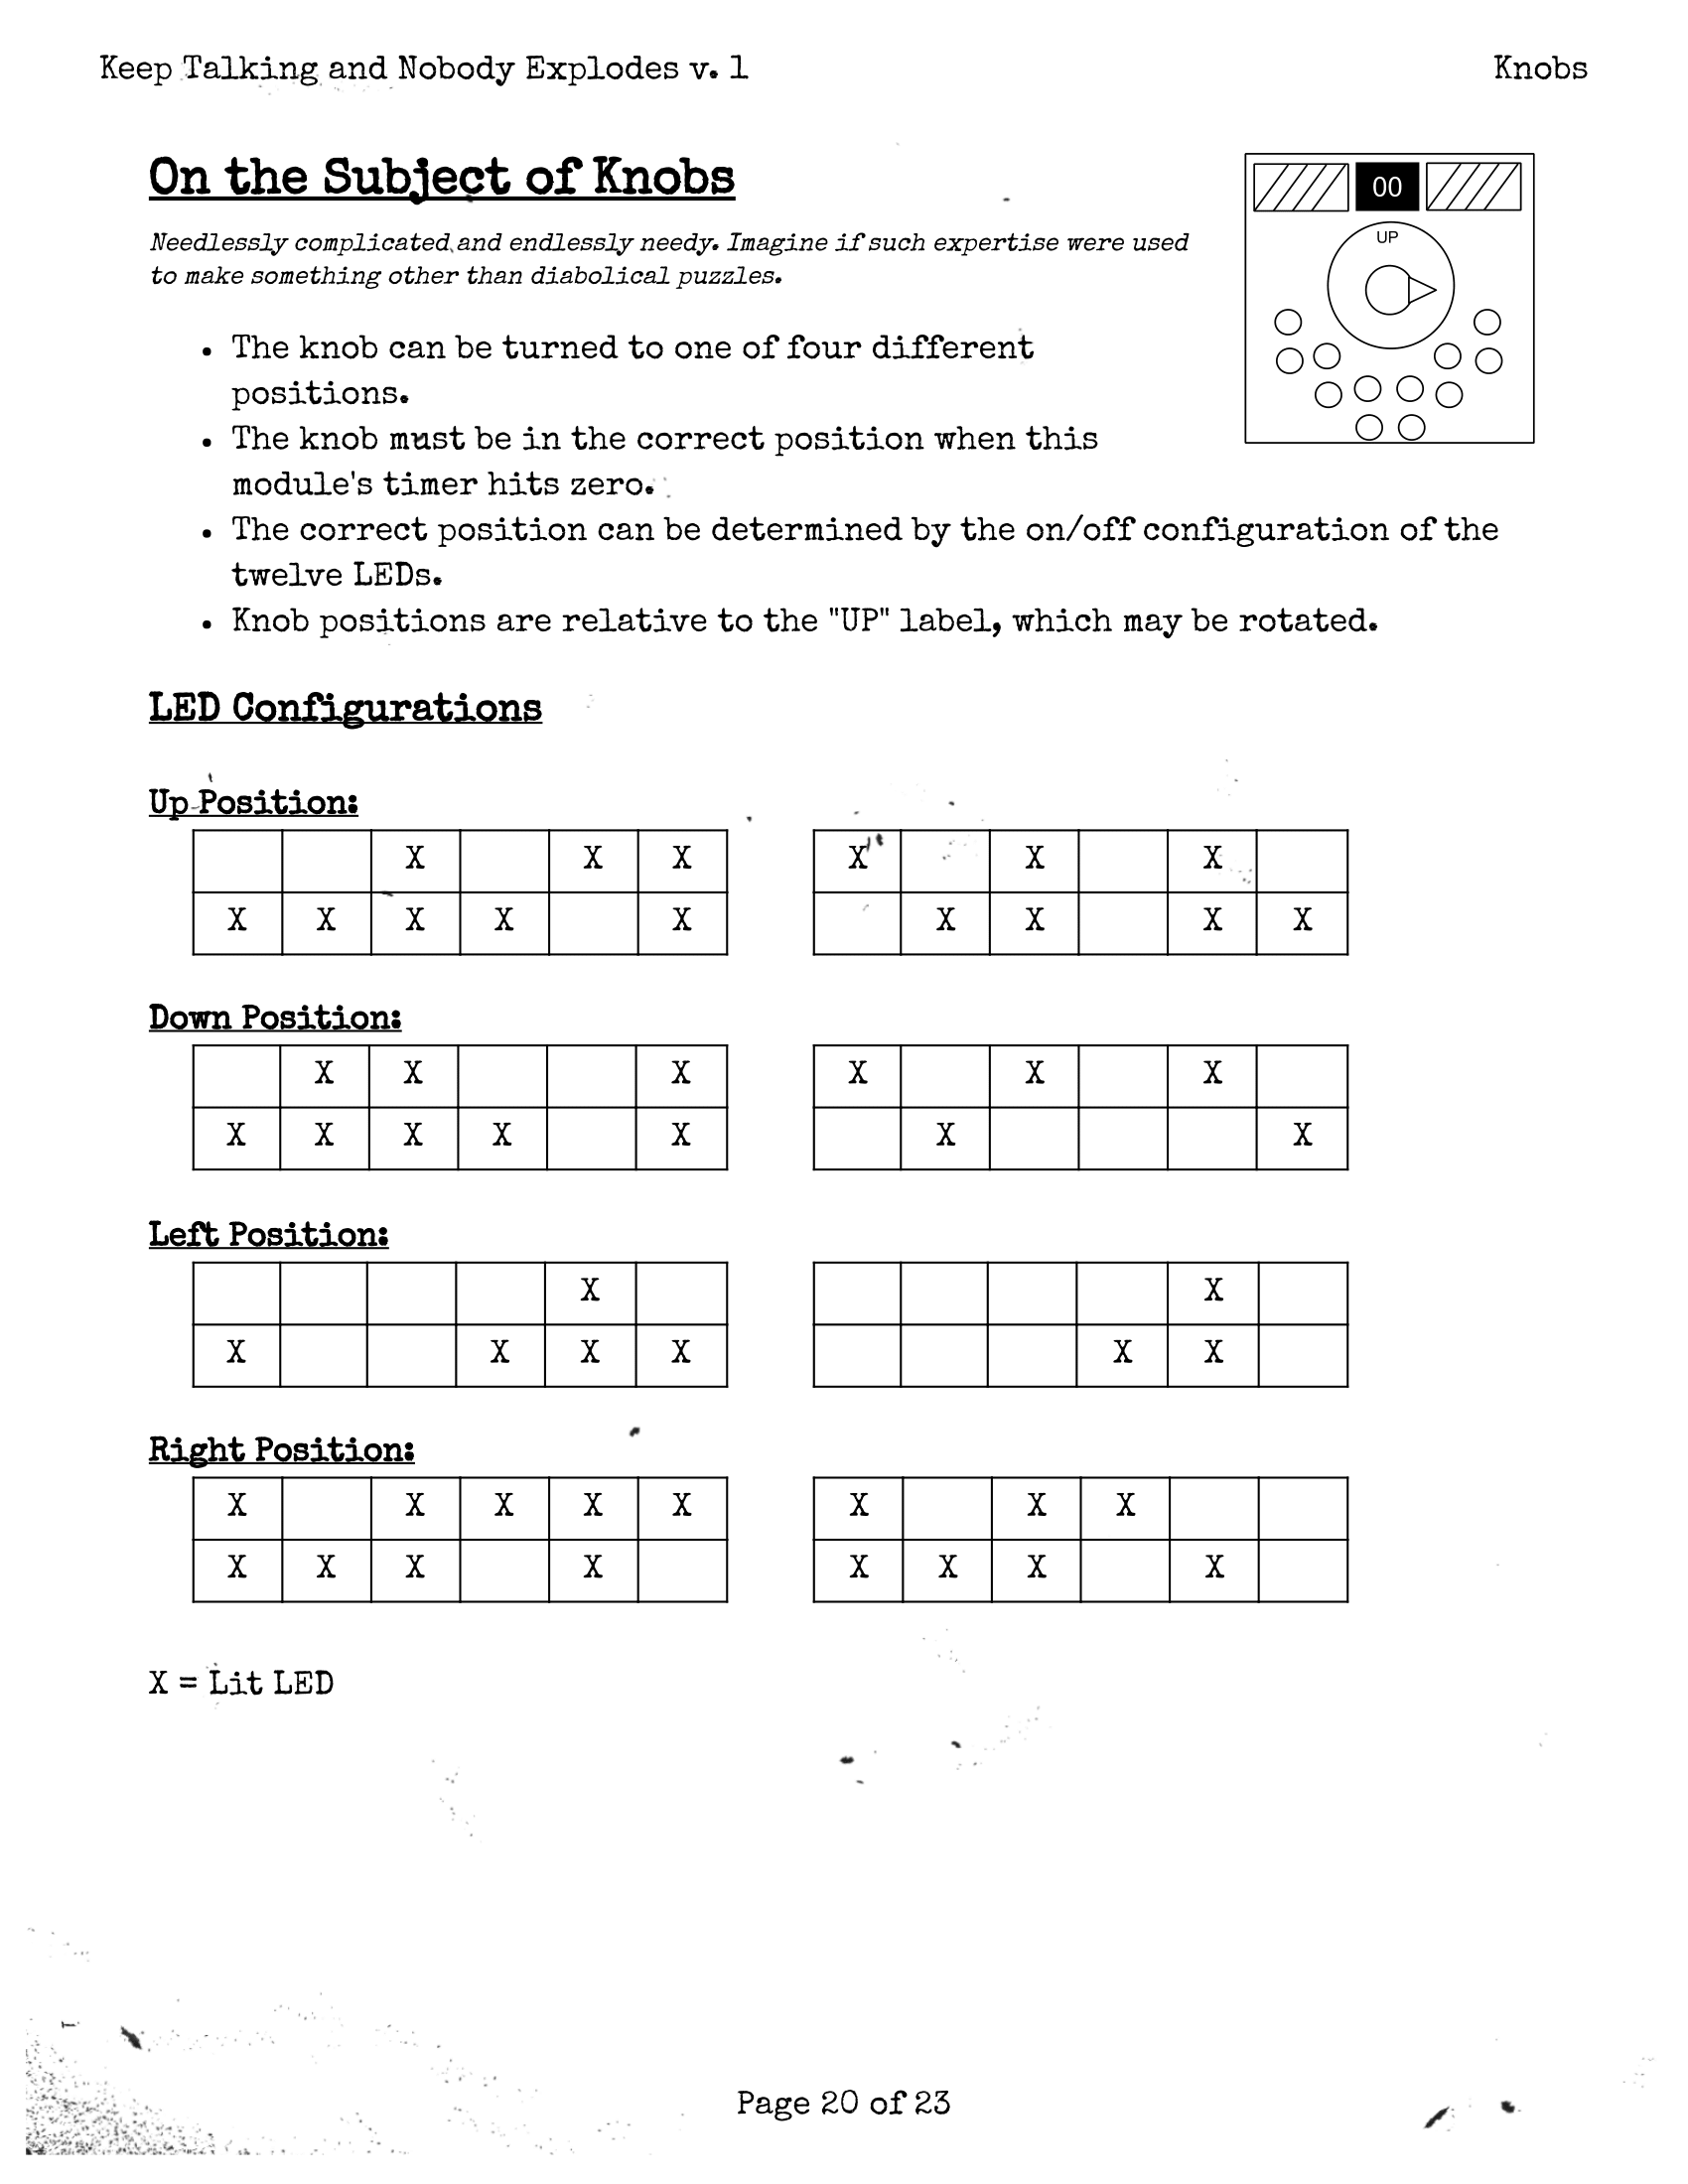 Keep Talking and Nobody Explodes v. 1 Knobs
On the Subject of Knobs
Needlessly complicated and endlessly needy. Imagine if such expertise were used
to make something other than diabolical puzzles.
00
UP
• The knob can be turned to one of four different
positions.
• The knob must be in the correct position when this
module's timer hits zero.
• The correct position can be determined by the on/off configuration of the
twelve LEDs.
• Knob positions are relative to the "UP" label, which may be rotated.
LED Configurations
Up Position:
X X X X X X
X X X X X X X X X
Down Position:
X X X X X X
X X X X X X X
Left Position:
X X
X X X X X X
Right Position:
X X X X X X X X
X X X X X X X X
X = Lit LED
Page 20 of 23